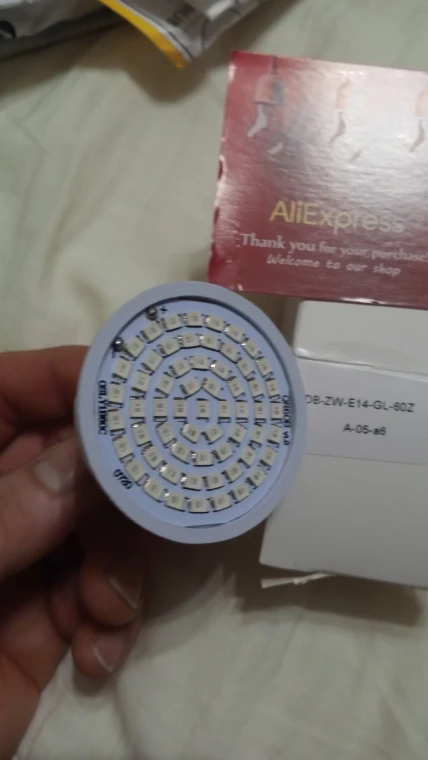 AliExpress
Thank you for your purchase
Welcome to our shop
DB-ZW-E14-GL-60Z
A-05-a6